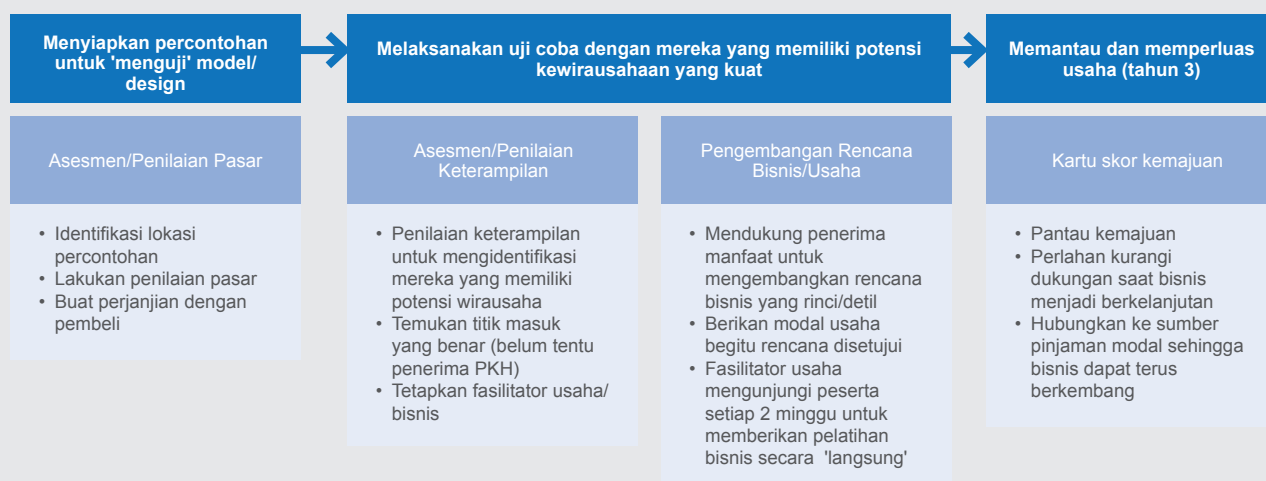 Menyiapkan percontohan
untuk 'menguji' model/
design
Melaksanakan uji coba dengan mereka yang memiliki potensi
kewirausahaan yang kuat
Memantau dan memperluas
usaha (tahun 3)
Asesmen/Penilaian Pasar
• Identifikasi lokasi
percontohan
• Lakukan penilaian pasar
• Buat perjanjian dengan
pembeli
Asesmen/Penilaian
Keterampilan
• Penilaian keterampilan
untuk mengidentifikasi
mereka yang memiliki
potensi wirausaha
• Temukan titik masuk
yang benar (belum tentu
penerima PKH)
• Tetapkan fasilitator usaha/
bisnis
Pengembangan Rencana
Bisnis/Usaha
• Mendukung penerima
manfaat untuk
mengembangkan rencana
bisnis yang rinci/detil
• Berikan modal usaha
begitu rencana disetujui
• Fasilitator usaha
mengunjungi peserta
setiap 2 minggu untuk
memberikan pelatihan
bisnis secara 'langsung'
Kartu skor kemajuan
• Pantau kemajuan
• Perlahan kurangi
dukungan saat bisnis
menjadi berkelanjutan
• Hubungkan ke sumber
pinjaman modal sehingga
bisnis dapat terus
berkembang